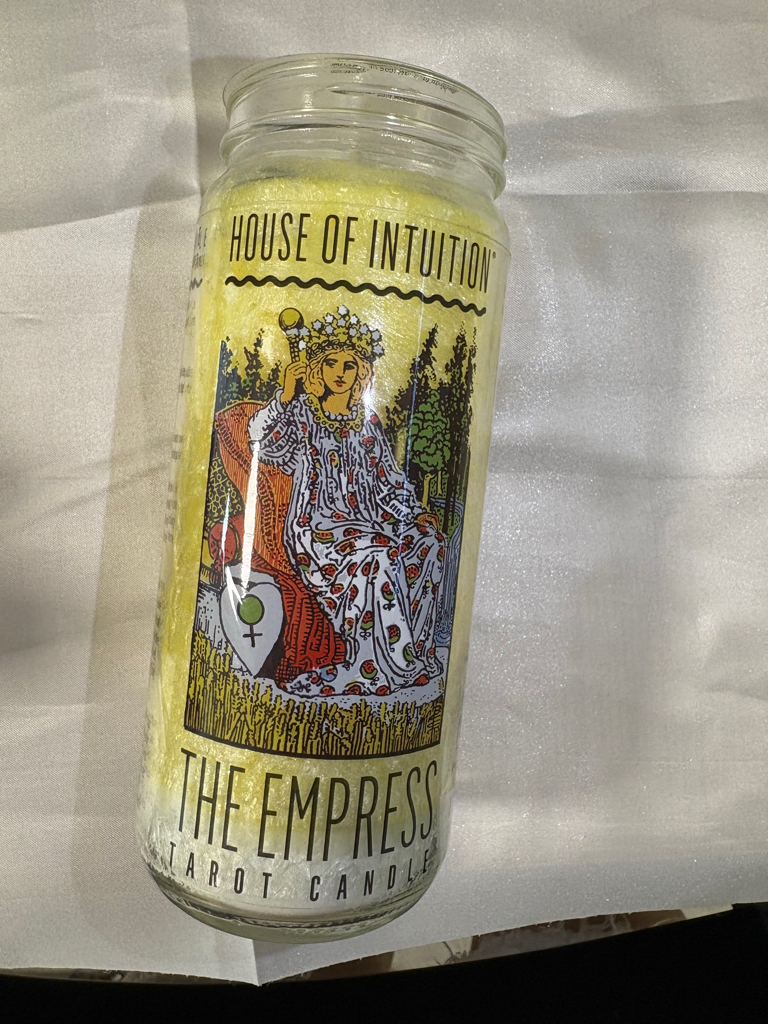 HOUSE OF INTUITION®
THE EMPRESS
TAROT CANDLE